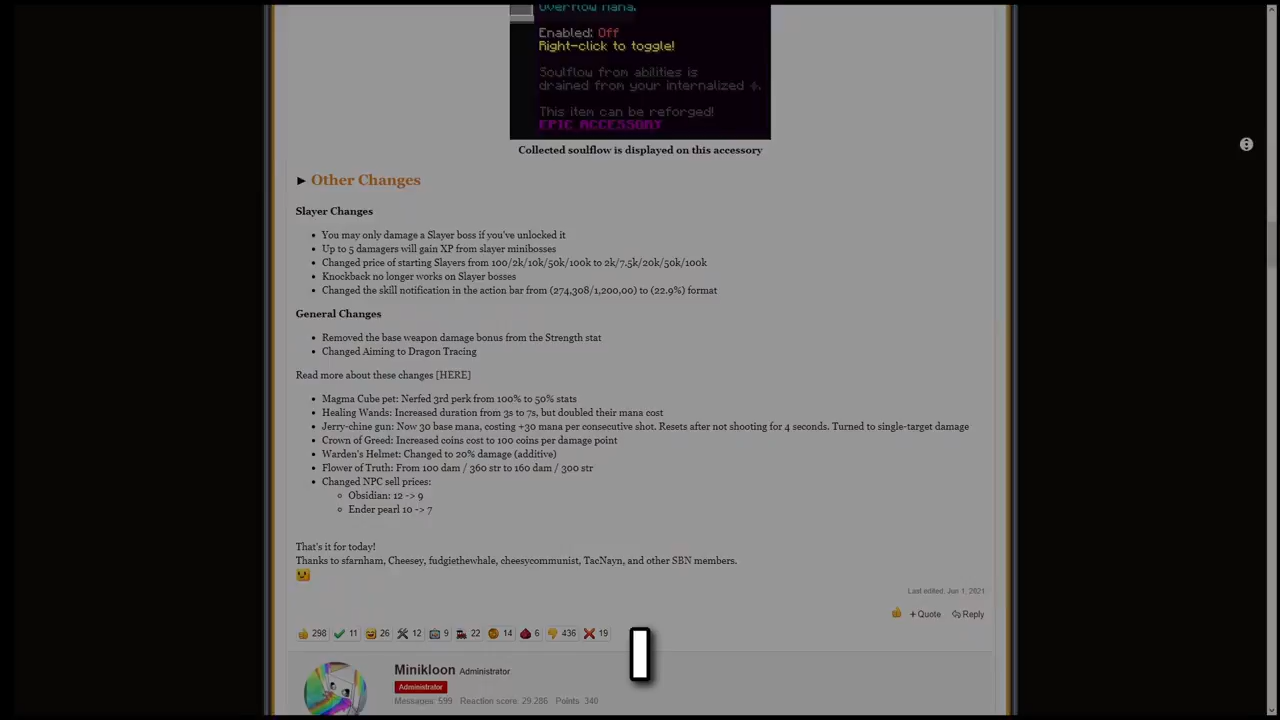 Overflow Mana.
Enabled: Off
Right-click to toggle!
Soulflow from abilities is
drained from your internalized
This item can be reforged!
EPIC ACCESSORY
Collected soulflow is displayed on this accessory
► Other Changes
Slayer Changes
• You may only damage a Slayer boss if you've unlocked it
• Up to 5 damagers will gain XP from slayer minibosses
• Changed price of starting Slayers from 100/2k/10k/50k/100k to 2k/7.5k/20k/50k/100k
• Knockback no longer works on Slayer bosses
• Changed the skill notification in the action bar from (274,308/1,200,00) to (22.9%) format
General Changes
• Removed the base weapon damage bonus from the Strength stat
• Changed Aiming to Dragon Tracing
Read more about these changes [HERE]
• Magma Cube pet: Nerfed 3rd perk from 100% to 50% stats
• Healing Wands: Increased duration from 3s to 7s, but doubled their mana cost
• Jerry-chine gun: Now 30 base mana, costing +30 mana per consecutive shot. Resets after not shooting for 4 seconds. Turned to single-target damage
• Crown of Greed: Increased coins cost to 100 coins per damage point
• Warden's Helmet: Changed to 20% damage (additive)
• Flower of Truth: From 100 dam / 360 str to 160 dam / 300 str
• Changed NPC sell prices:
◦ Obsidian: 12 -> 9
◦ Ender pearl 10 -> 7
That's it for today!
Thanks to sfarnham, Cheesey, fudgiethewhale, cheesycommunist, TacNayn, and other SBN members.
Last edited: Jun 1, 2021
+ Quote Reply
298 11 26 12 9 22 14 6 436 19
I
Minikloon Administrator
Administrator
Messages: 599 Reaction score: 29,286 Points: 340